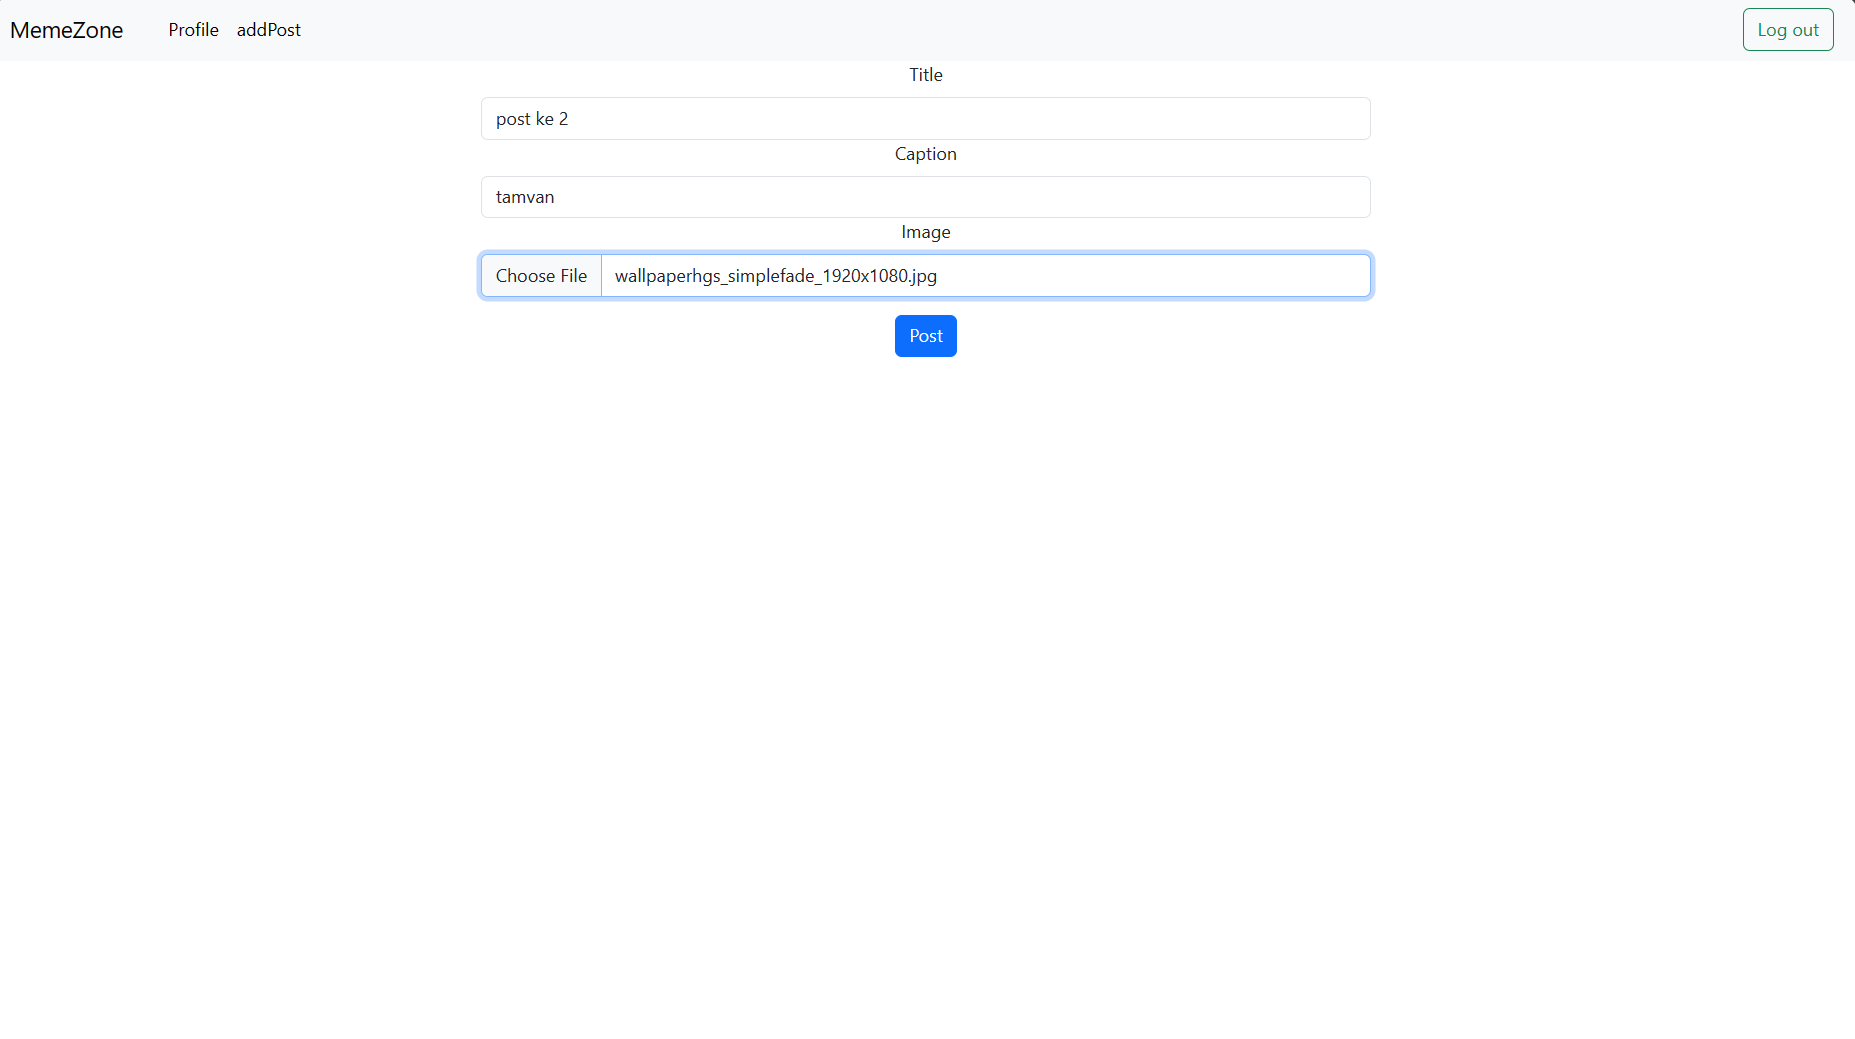 MemeZone Profile addPost Log out
Title
post ke 2
Caption
tamvan
Image
Choose File wallpaperhgs_simplefade_1920x1080.jpg
Post